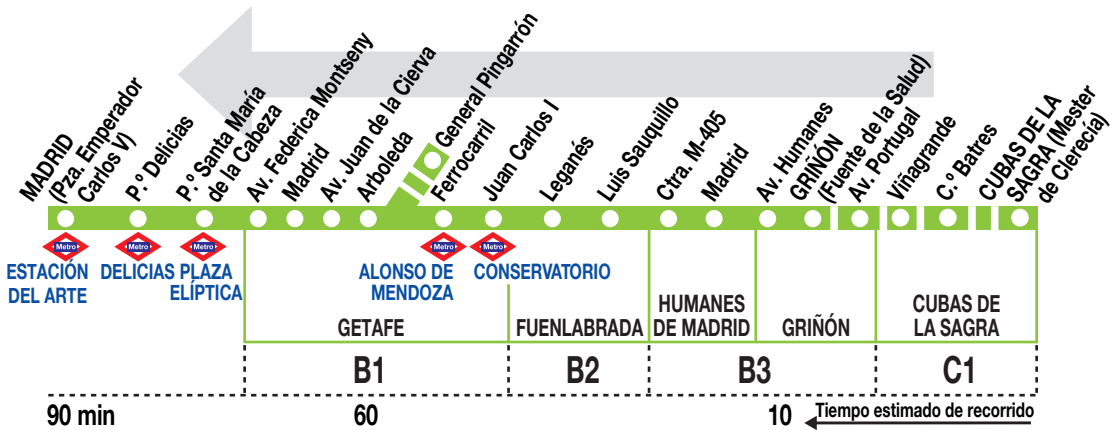 MADRID
(Pza. Emperador
Carlos V)
P.º Delicias
P.º Santa María
de la Cabeza
Av. Federica Montseny
Madrid
Av. Juan de la Cierva
Arboleda
General Pingarrón
Ferrocarril
Juan Carlos I
Leganés
Luis Sauquillo
Ctra. M-405
Madrid
Av. Humanes
GRIÑÓN
(Fuente de la Salud)
Av. Portugal
Viñagrande
C.º Batres
CUBAS DE LA
SAGRA (Mester
de Clerecía)
Metro
Metro
Metro
Metro
Metro
ESTACIÓN
DEL ARTE
DELICIAS
PLAZA
ELÍPTICA
ALONSO DE
MENDOZA
CONSERVATORIO
GETAFE
FUENLABRADA
HUMANES
DE MADRID
GRIÑÓN
CUBAS DE
LA SAGRA
B1
B2
B3
C1
90 min
60
10
Tiempo estimado de recorrido